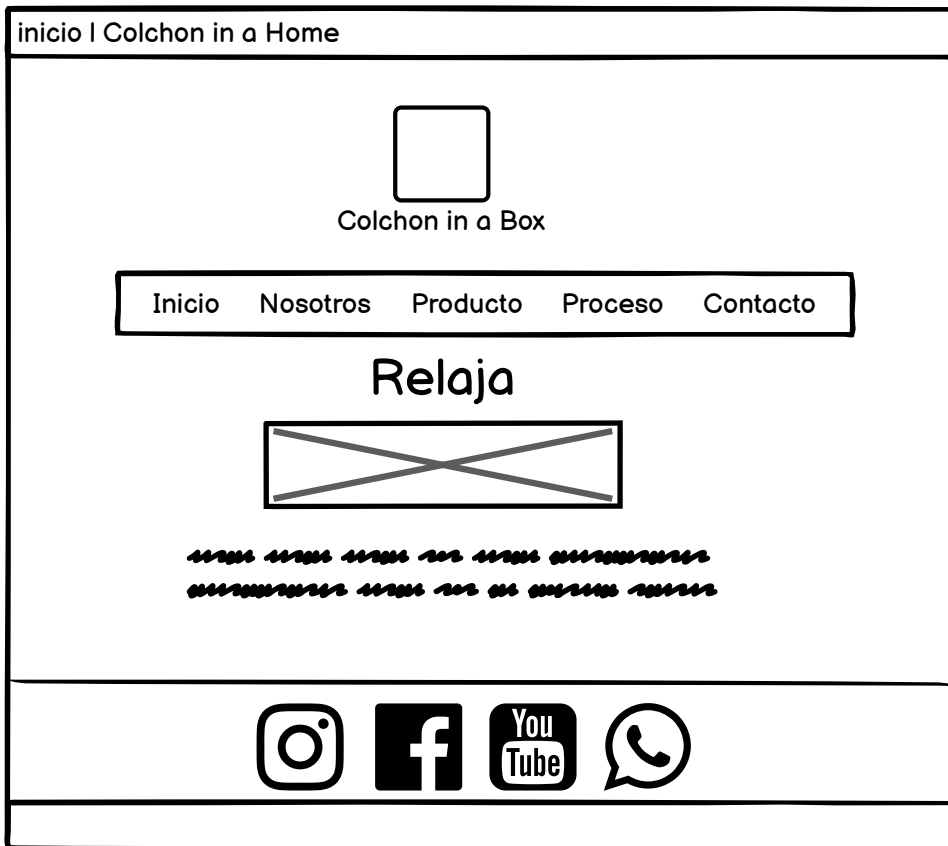 inicio | Colchon in a Home
Colchon in a Box
Inicio Nosotros Producto Proceso Contacto
Relaja
You
Tube